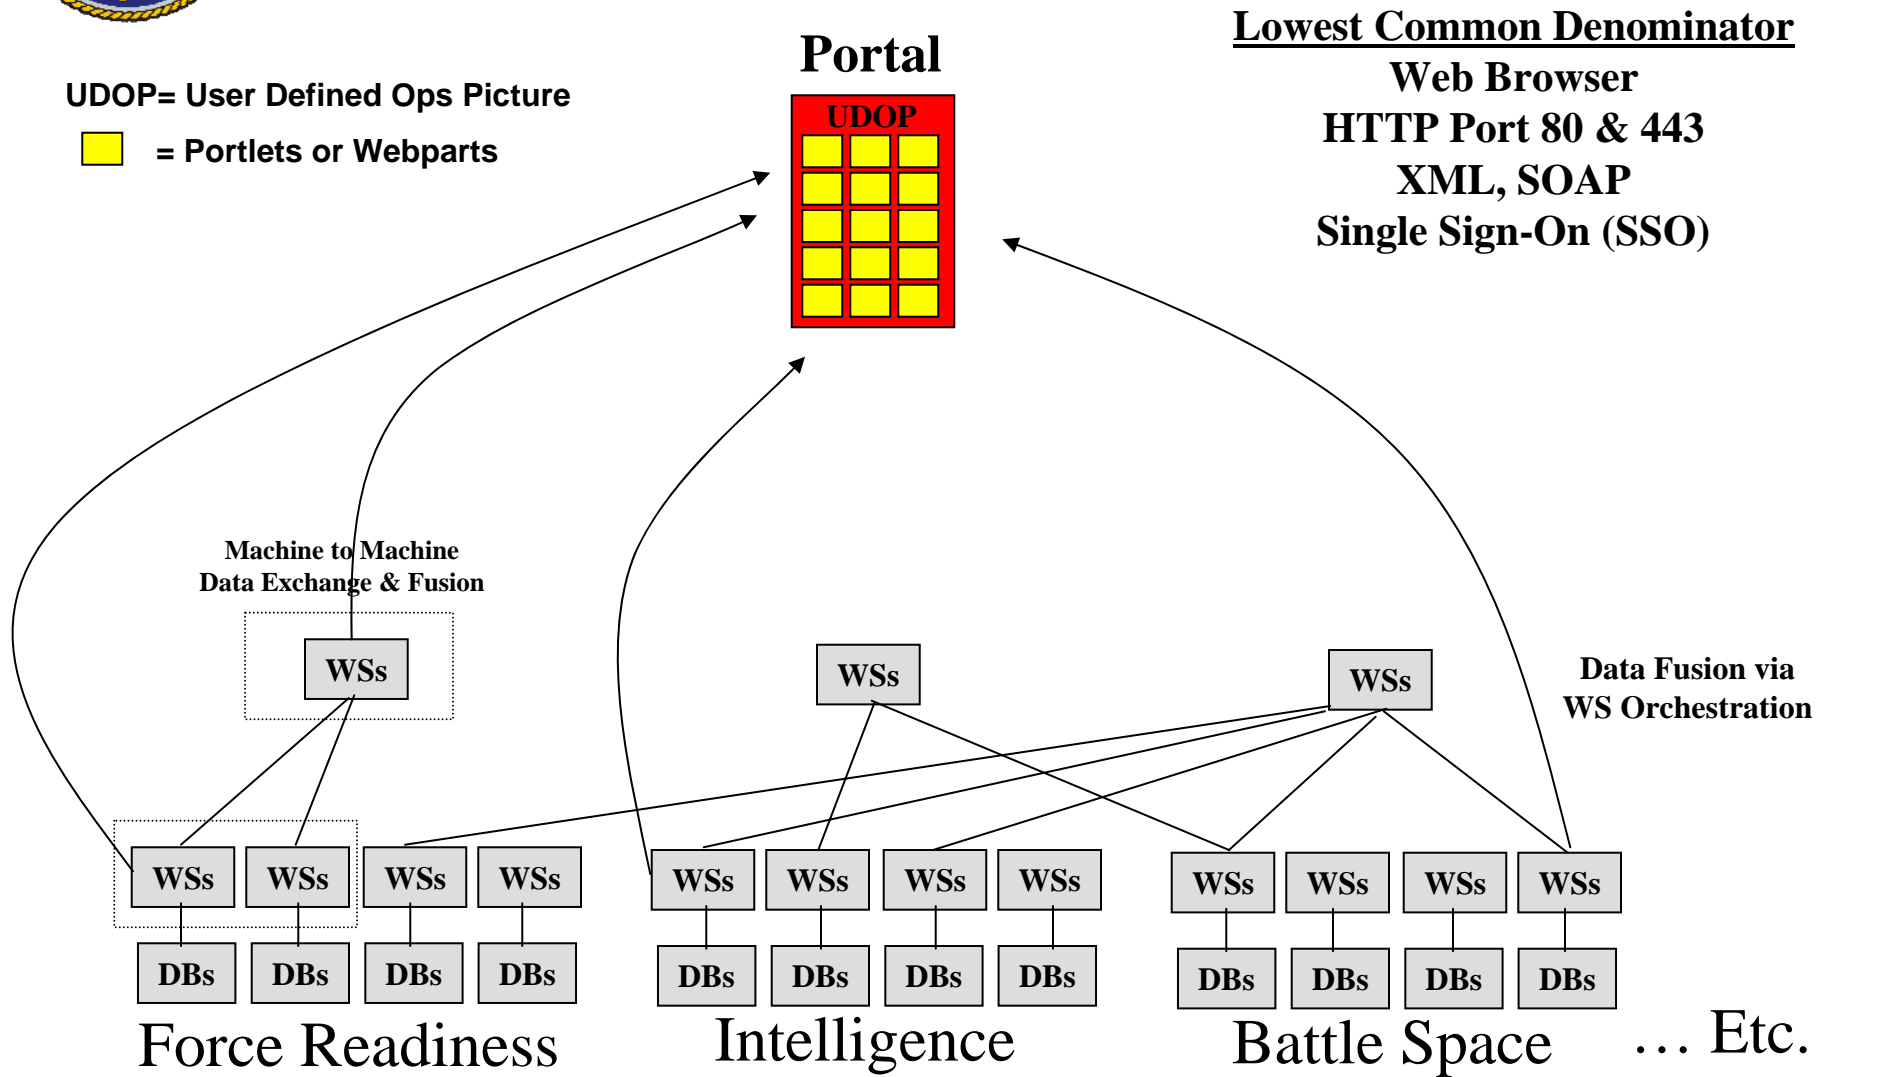 Lowest Common Denominator
Web Browser
HTTP Port 80 & 443
XML, SOAP
Single Sign-On (SSO)
Portal
UDOP= User Defined Ops Picture
= Portlets or Webparts
UDOP
Machine to Machine
Data Exchange & Fusion
WSs
WSs
WSs
Data Fusion via
WS Orchestration
WSs WSs WSs WSs WSs WSs WSs WSs WSs WSs WSs WSs
DBs DBs DBs DBs DBs DBs DBs DBs DBs DBs DBs DBs
Force Readiness
Intelligence
Battle Space
... Etc.